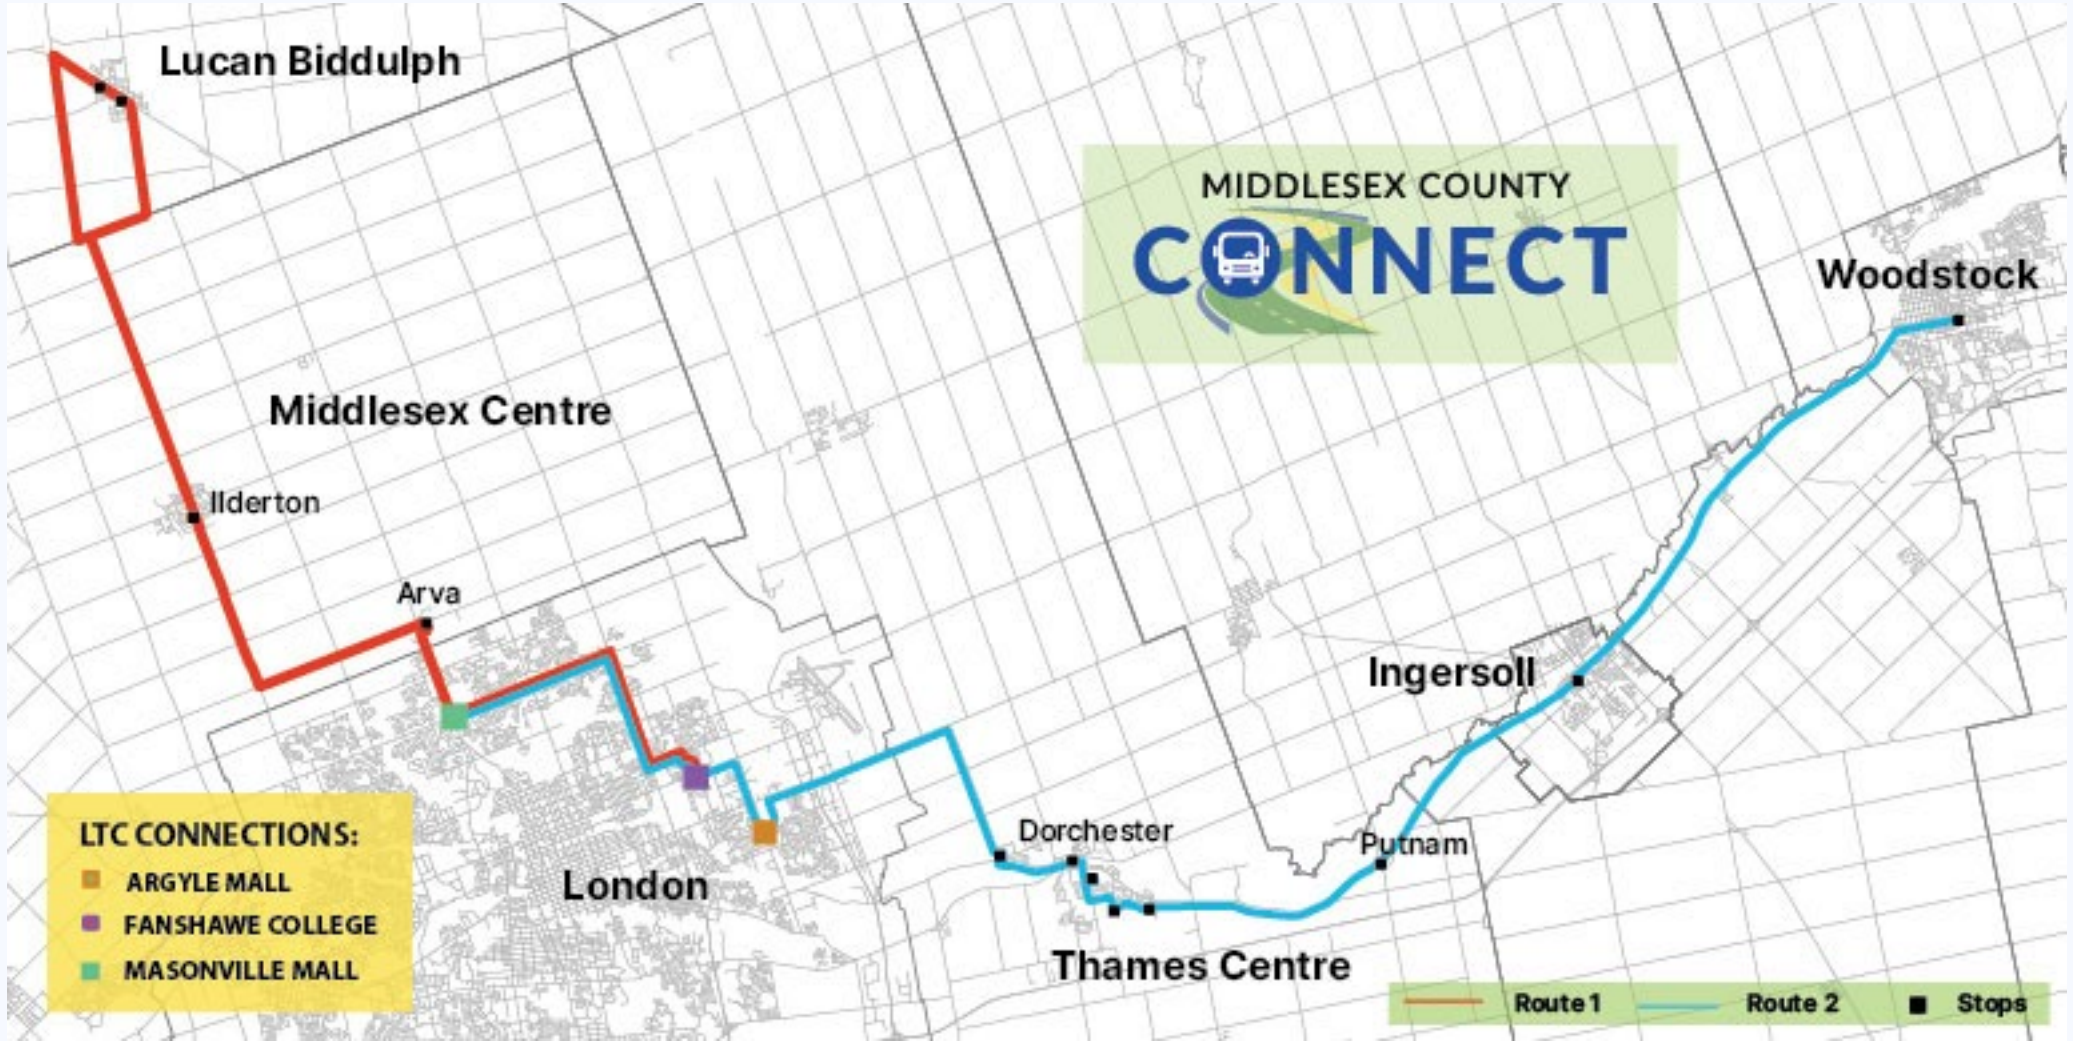 Lucan Biddulph
MIDDLESEX COUNTY
CONNECT
Woodstock
Middlesex Centre
Ilderton
Arva
Ingersoll
Dorchester
Putnam
London
Thames Centre
LTC CONNECTIONS:
ARGYLE MALL
FANSHAWE COLLEGE
MASONVILLE MALL
Route 1 Route 2 Stops